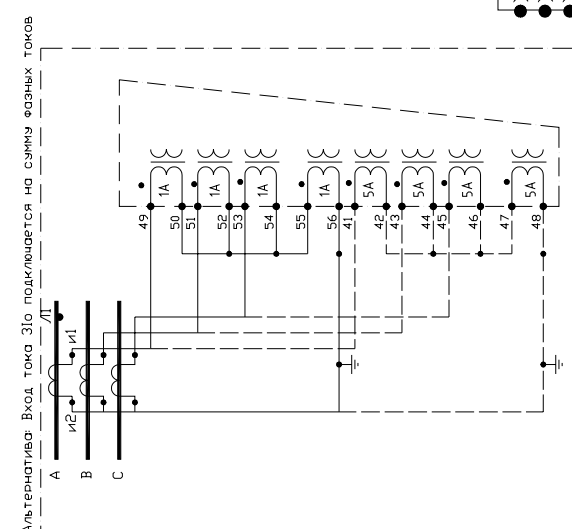 Альтернатива: Вход тока 3Io подключается на сумму фазных токов
1A 1A 1A 1A 5A 5A 5A 5A
49 50 51 52 53 54 55 56 41 42 43 44 45 46 47 48
Л1
и1
и2
A
B
C